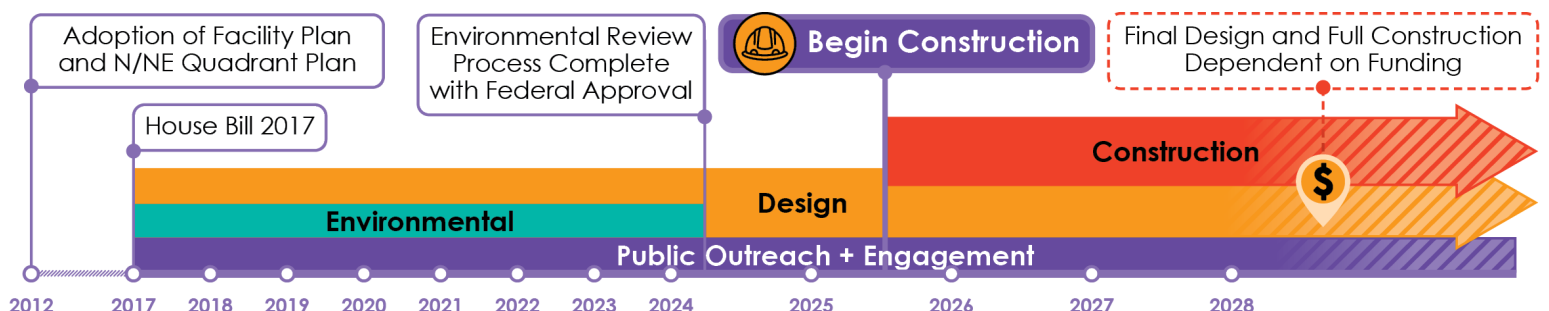 Adoption of Facility Plan
and N/NE Quadrant Plan
House Bill 2017
Environmental Review
Process Complete
with Federal Approval
Begin Construction
Final Design and Full Construction
Dependent on Funding
Construction
$
Design
Environmental
Public Outreach + Engagement
2012 2017 2018 2019 2020 2021 2022 2023 2024 2025 2026 2027 2028